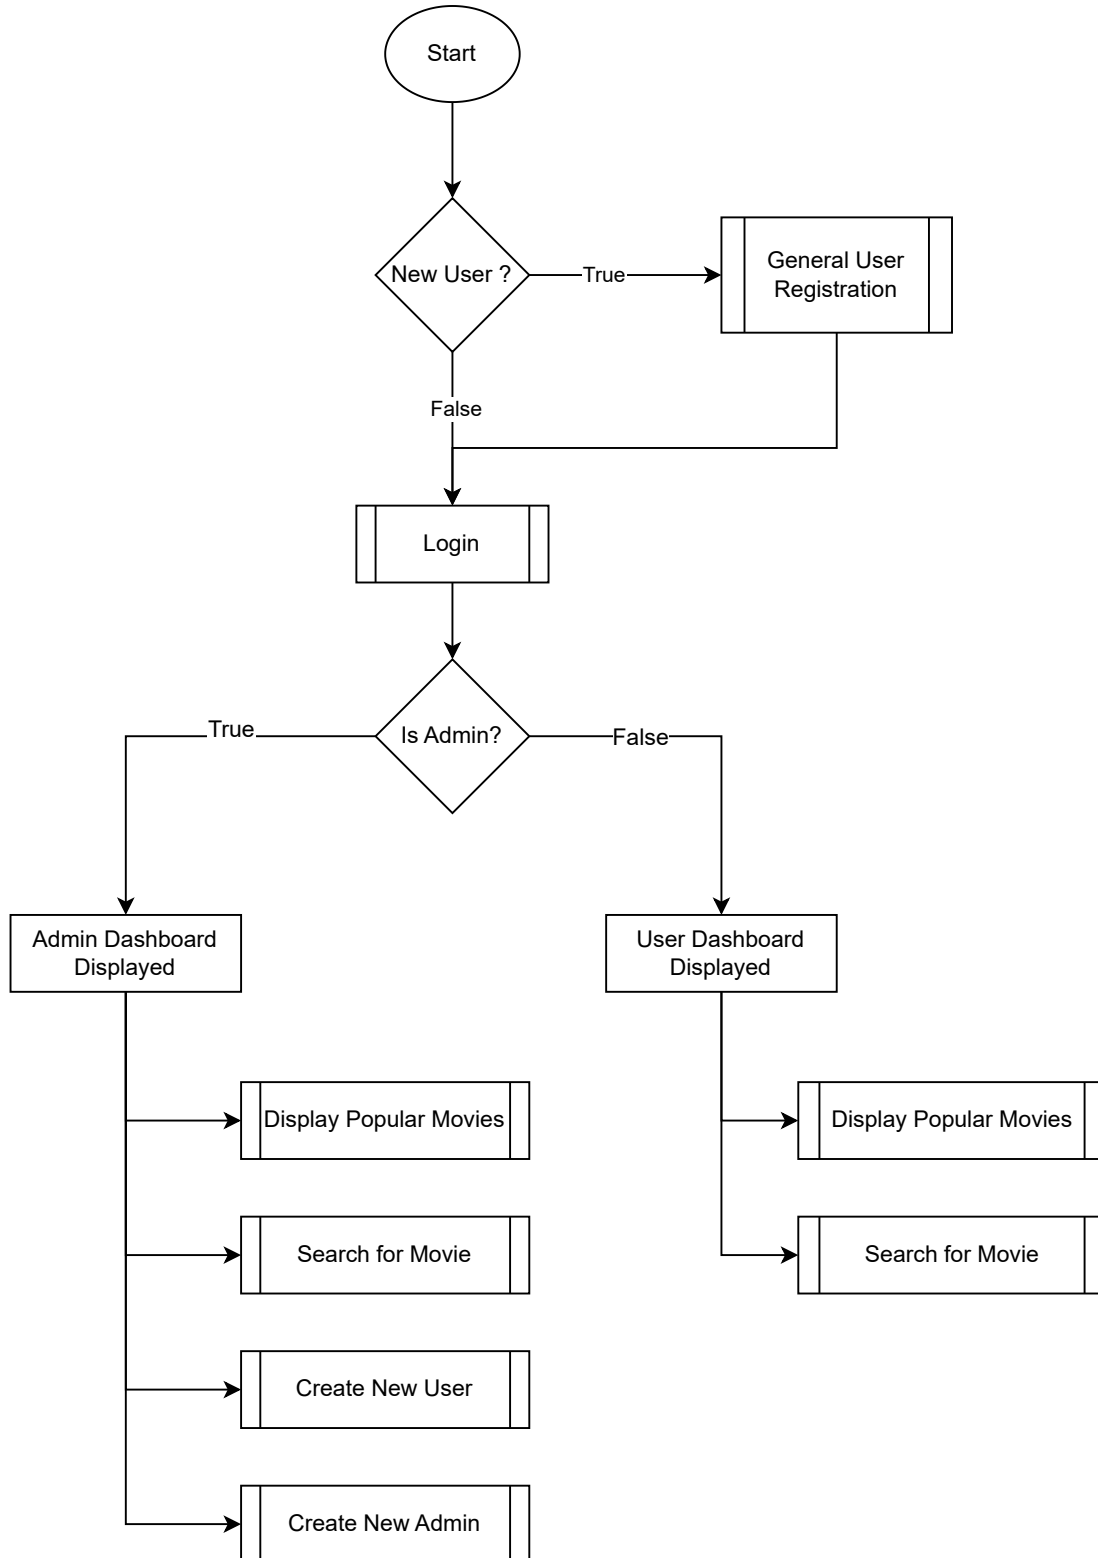 Start
New User ?
True
General User
Registration
False
Login
True
Is Admin?
False
Admin Dashboard
Displayed
User Dashboard
Displayed
Display Popular Movies
Display Popular Movies
Search for Movie
Search for Movie
Create New User
Create New Admin